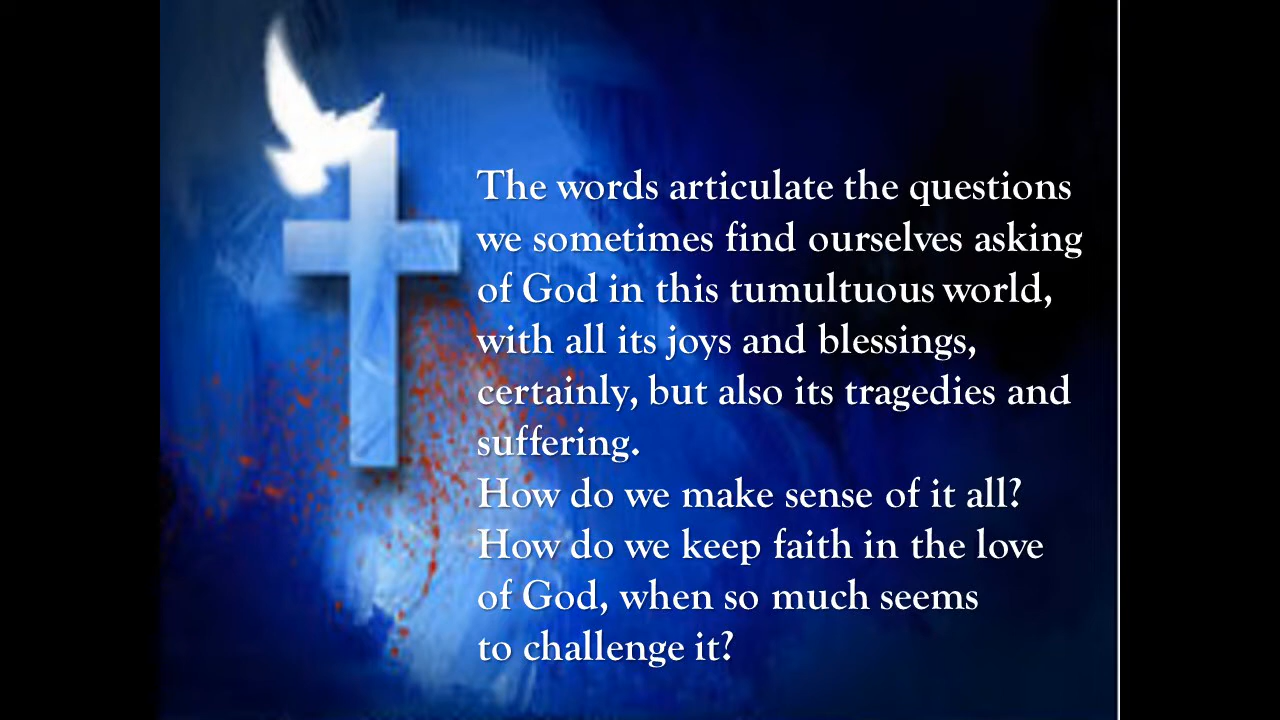 The words articulate the questions
we sometimes find ourselves asking
of God in this tumultuous world,
with all its joys and blessings,
certainly, but also its tragedies and
suffering.
How do we make sense of it all?
How do we keep faith in the love
of God, when so much seems
to challenge it?